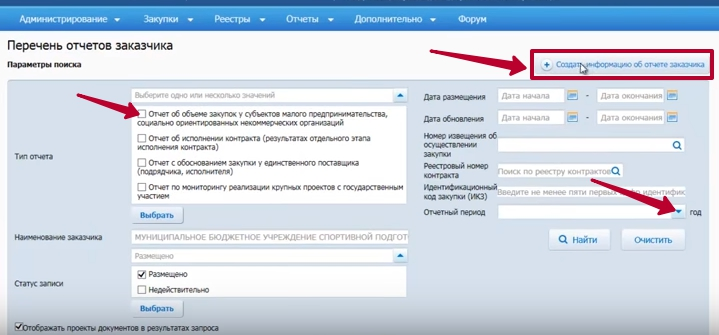 Администрирование Закупки Реестры Отчеты Дополнительно Форум
Перечень отчетов заказчика
Параметры поиска
Создать информацию об отчете заказчика
Тип отчета
Выберите одно или несколько значений
Отчет об объеме закупок у субъектов малого предпринимательства,
социально ориентированных некоммерческих организаций
Отчет об исполнении контракта (результатах отдельного этапа
исполнения контракта)
Отчет с обоснованием закупки у единственного поставщика
(подрядчика, исполнителя)
Отчет по мониторингу реализации крупных проектов с государственным
участием
Выбрать
Наименование заказчика
МУНИЦИПАЛЬНОЕ БЮДЖЕТНОЕ УЧРЕЖДЕНИЕ СПОРТИВНОЙ ПОДГОТ
Статус записи
Размещено
Размещено
Недействительно
Выбрать
Отображать проекты документов в результатах запроса
Дата размещения Дата начала - Дата окончания
Дата обновления Дата начала - Дата окончания
Номер извещения об
осуществлении
закупки
Реестровый номер
контракта
Поиск по реестру контрактов
Идентификационный
код закупки (ИКЗ)
Введите не менее пяти первых цифр идентифик
Отчетный период год
Найти Очистить